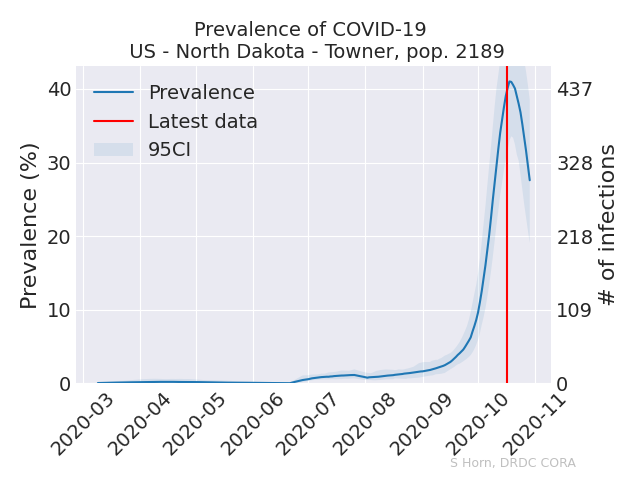 Prevalence of COVID-19
US - North Dakota - Towner, pop. 2189
Prevalence
Latest data
95CI
Prevalence (%)
40
30
20
10
0
437
328
218
109
0
# of infections
2020-03
2020-04
2020-05
2020-06
2020-07
2020-08
2020-09
2020-10
2020-11
S Horn, DRDC CORA